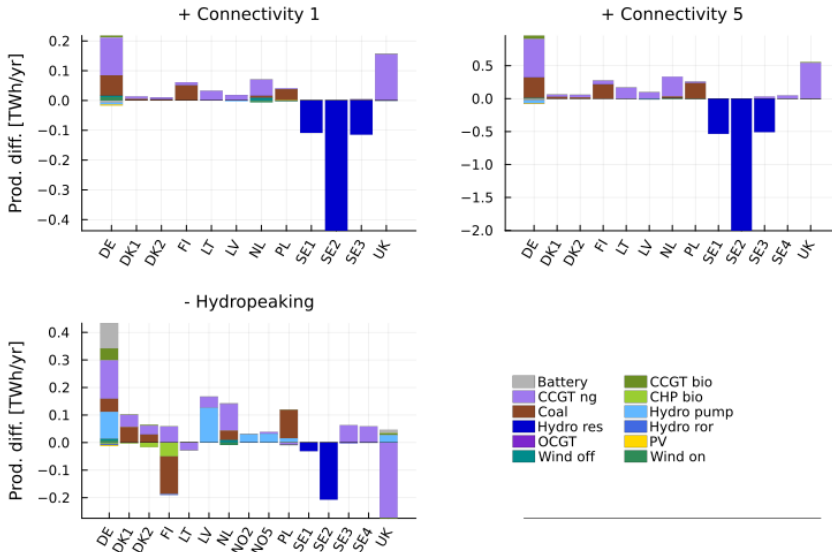 + Connectivity 1
Prod. diff. [TWh/yr]
0.2
0.1
0.0
−0.1
−0.2
−0.3
−0.4
DE DK1 DK2 FI LT LV NL PL SE1 SE2 SE3 UK
+ Connectivity 5
0.5
0.0
−0.5
−1.0
−1.5
−2.0
DE DK1 DK2 FI LT LV NL PL SE1 SE2 SE3 SE4 UK
- Hydropeaking
Prod. diff. [TWh/yr]
0.4
0.3
0.2
0.1
0.0
−0.1
−0.2
DE DK1 DK2 FI LT LV NL NO2 NO5 PL SE1 SE2 SE3 SE4 UK
Battery CCGT bio
CCGT ng CHP bio
Coal Hydro pump
Hydro res Hydro ror
OCGT PV
Wind off Wind on